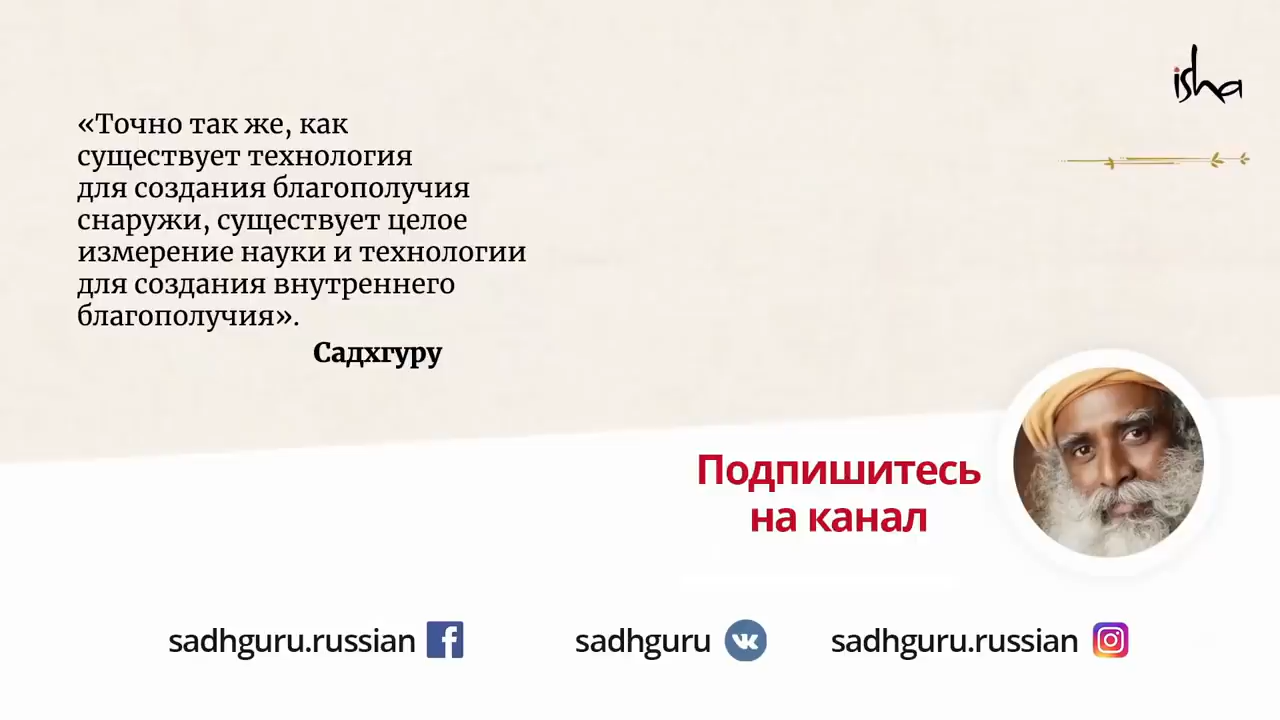 isha
«Точно так же, как
существует технология
для создания благополучия
снаружи, существует целое
измерение науки и технологии
для создания внутреннего
благополучия».
Садхгуру
Подпишитесь
на канал
sadhguru.russian
sadhguru
sadhguru.russian